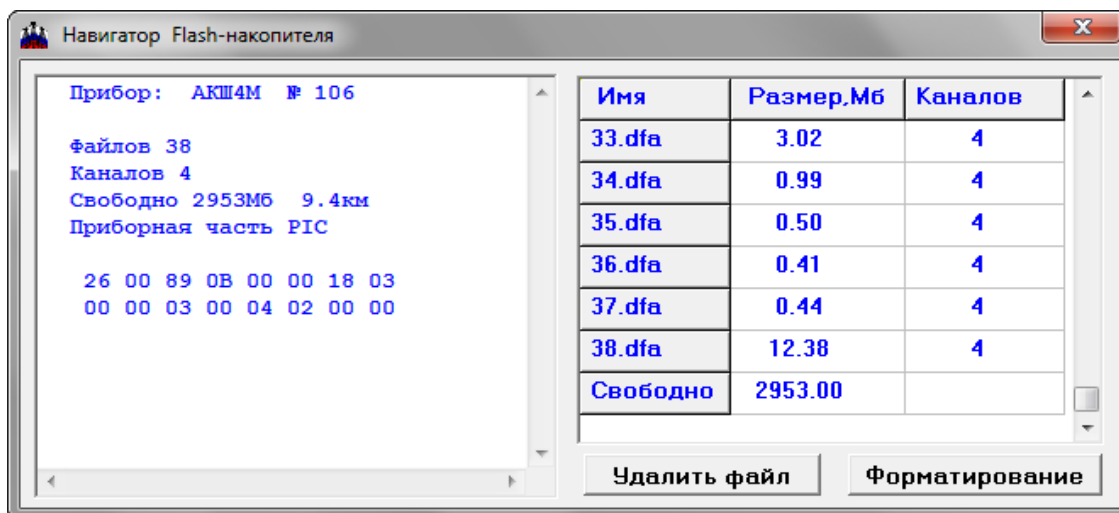 Навигатор Flash-накопителя
Прибор: АКШ4М № 106
Файлов 38
Каналов 4
Свободно 2953Мб 9.4км
Приборная часть PIC
26 00 89 0B 00 00 18 03
00 00 03 00 04 02 00 00
Имя Размер,Мб Каналов
33.dfa 3.02 4
34.dfa 0.99 4
35.dfa 0.50 4
36.dfa 0.41 4
37.dfa 0.44 4
38.dfa 12.38 4
Свободно 2953.00
Удалить файл Форматирование